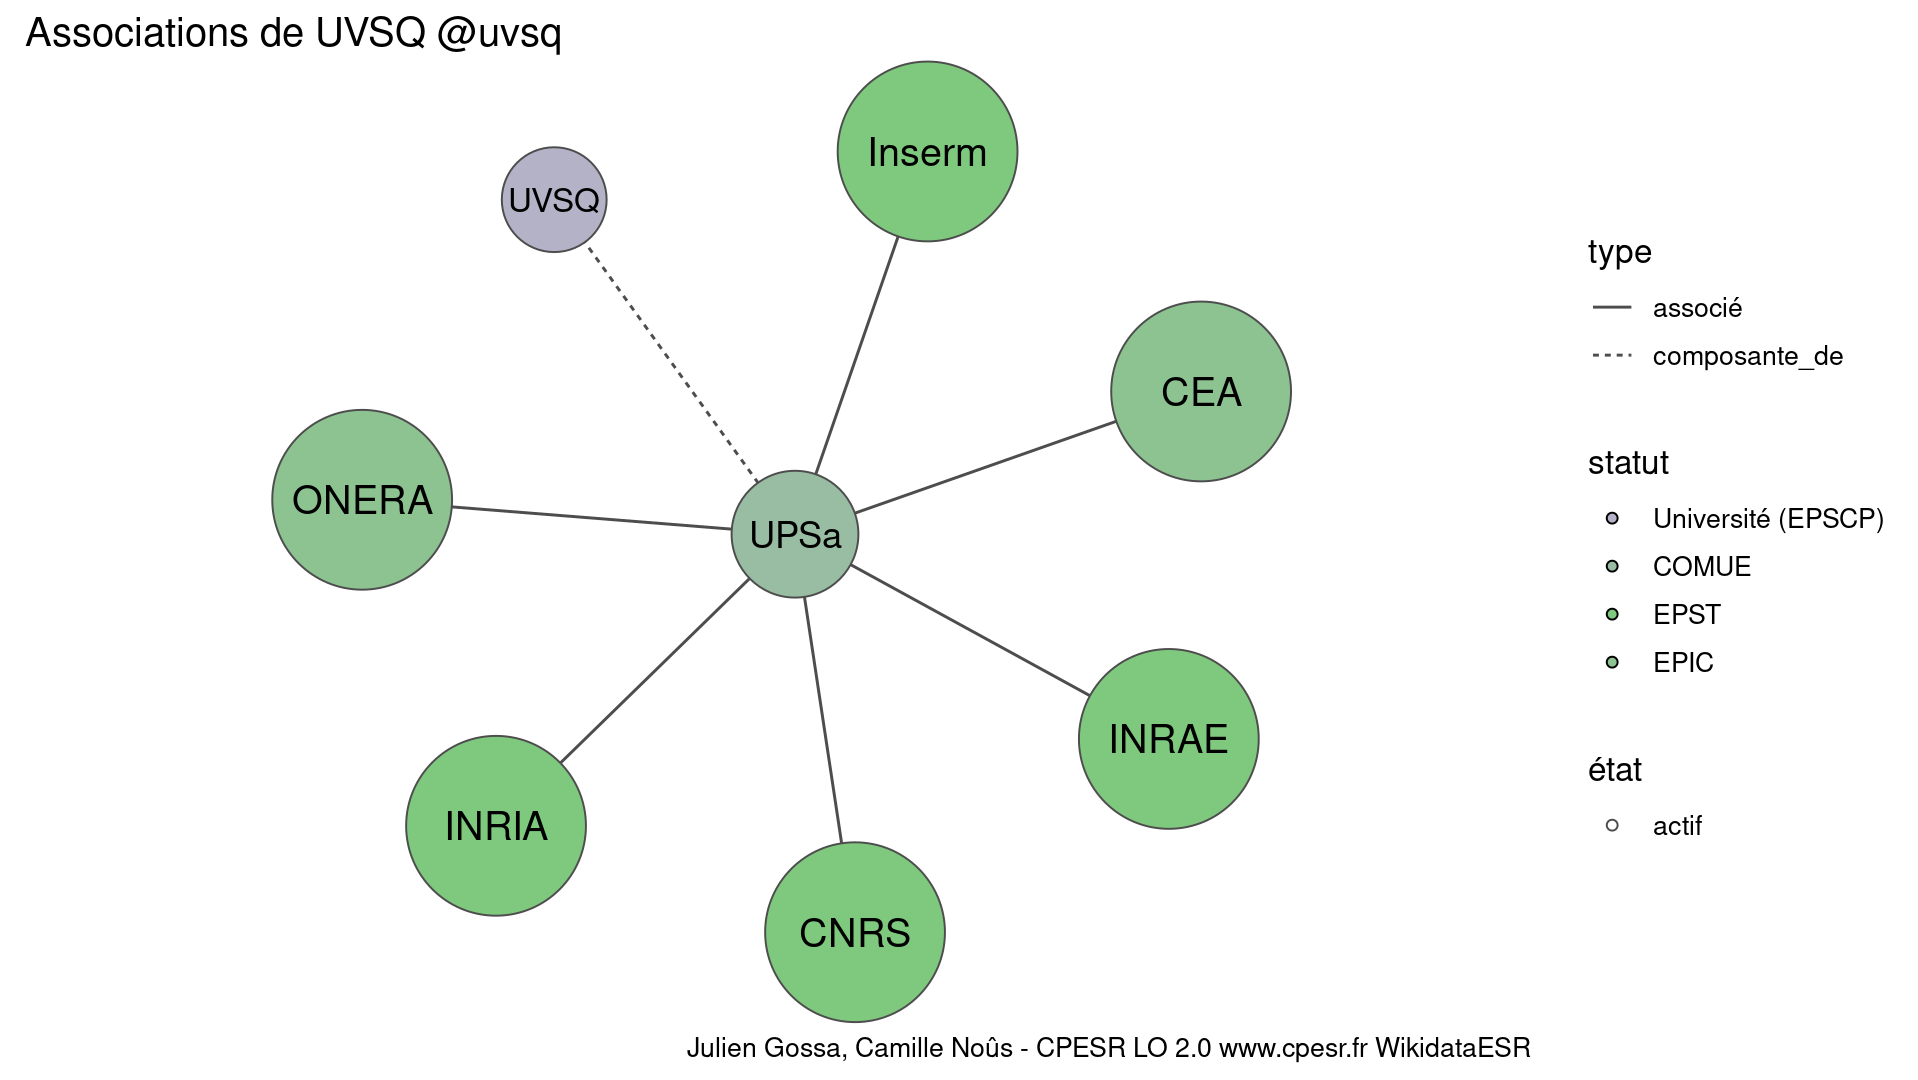 Associations de UVSQ @uvsq
Inserm
UVSQ
CEA
ONERA
UPSa
INRAE
INRIA
CNRS
type
associé
composante_de
statut
Université (EPSCP)
COMUE
EPST
EPIC
état
actif
Julien Gossa, Camille Noûs - CPESR LO 2.0 www.cpesr.fr WikidataESR